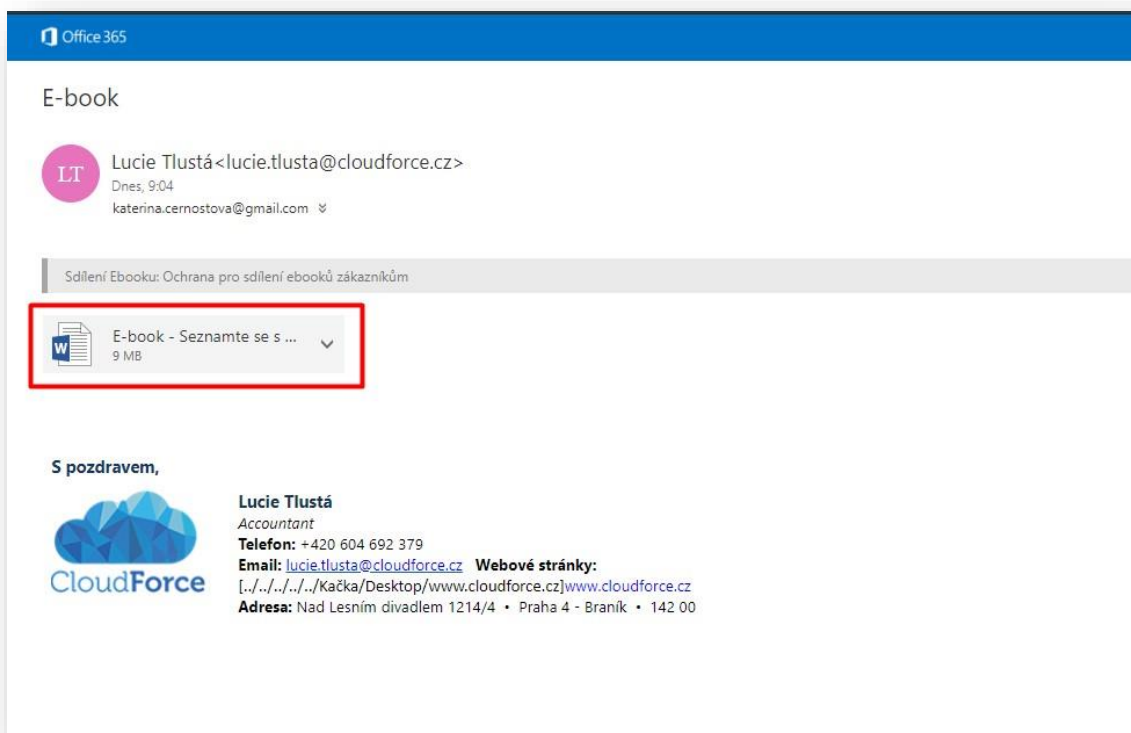 Office 365
E-book
LT
Lucie Tlustá<lucie.tlusta@cloudforce.cz>
Dnes, 9:04
katerina.cernostova@gmail.com
Sdílení Ebooku: Ochrana pro sdílení ebooků zákazníkům
W
E-book - Seznamte se s ...
9 MB
S pozdravem,
CloudForce
Lucie Tlustá
Accountant
Telefon: +420 604 692 379
Email: lucie.tlusta@cloudforce.cz Webové stránky:
[../../../../../Kačka/Desktop/www.cloudforce.cz]www.cloudforce.cz
Adresa: Nad Lesním divadlem 1214/4 • Praha 4 - Braník • 142 00